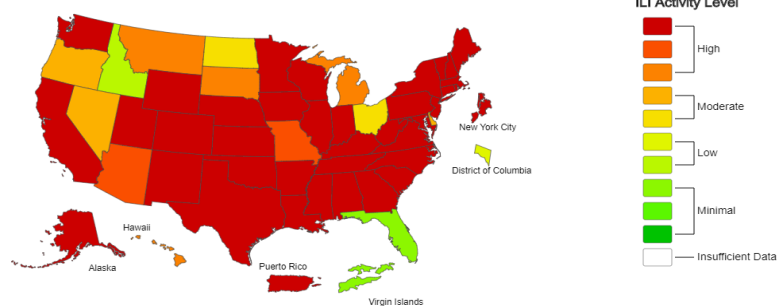 ILI Activity Level
High
Moderate
New York City
Low
District of Columbia
Minimal
Hawaii
Insufficient Data
Alaska
Puerto Rico
Virgin Islands